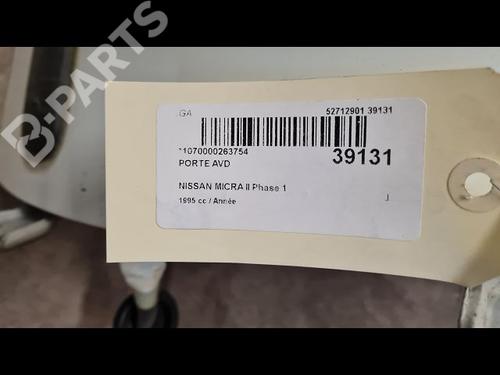 B-PARTS
GA
52712901 39131
*1070000263754
39131
PORTE AVD
NISSAN MICRA II Phase 1
1995 cc / Année
J